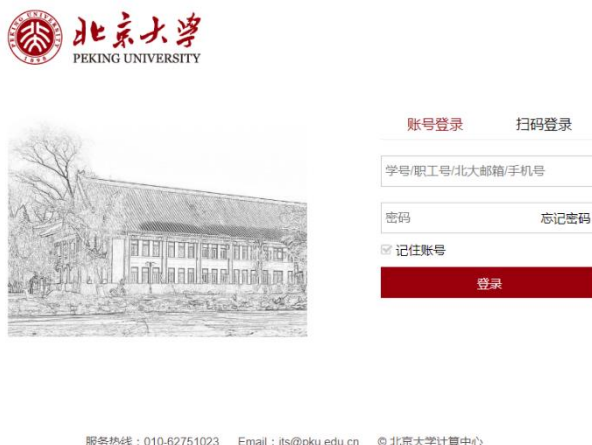 北京大学
PEKING UNIVERSITY
账号登录 扫码登录
学号/职工号/北大邮箱/手机号
密码 忘记密码
记住账号
登录
服务热线：010-62751023 Email：its@pku.edu.cn © 北京大学计算中心